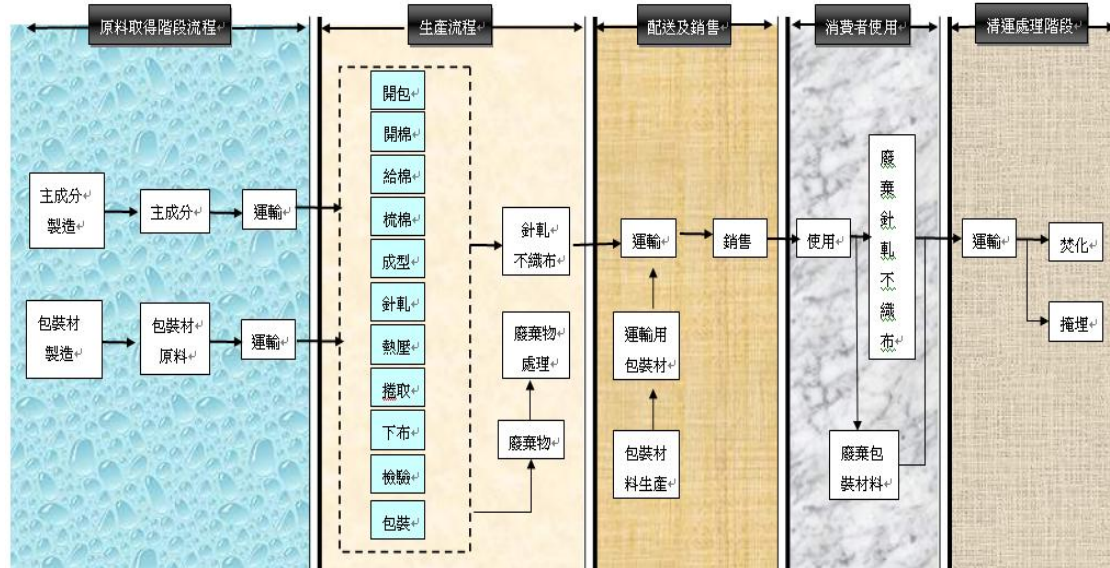 原料取得階段流程
生產流程
配送及銷售
消費者使用
清運處理階段
主成分
製造
主成分
運輸
包裝材
製造
包裝材
原料
運輸
開包
開棉
給棉
梳棉
成型
針軋
熱壓
捲取
下布
檢驗
包裝
針軋
不織布
廢棄物
處理
廢棄物
運輸
銷售
運輸用
包裝材
包裝材
料生產
使用
廢
棄
針
軋
不
織
布
廢棄包
裝材料
運輸
焚化
掩埋